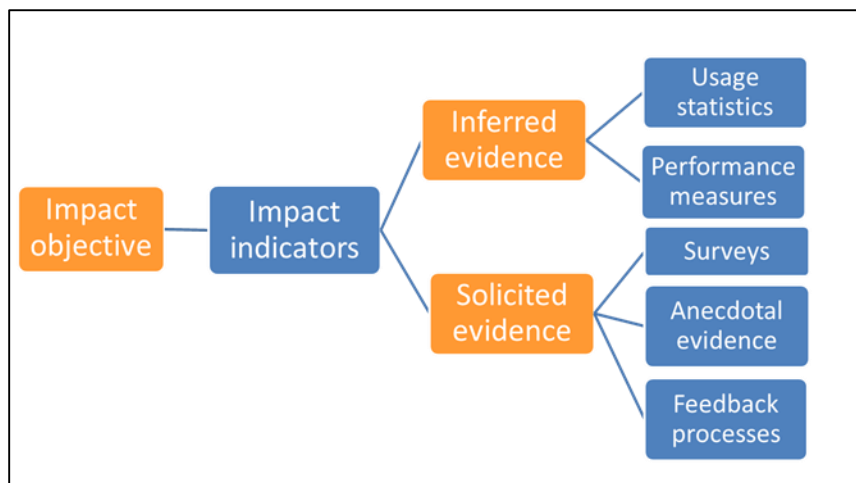 Impact
objective
Impact
indicators
Inferred
evidence
Usage
statistics
Performance
measures
Solicited
evidence
Surveys
Anecdotal
evidence
Feedback
processes